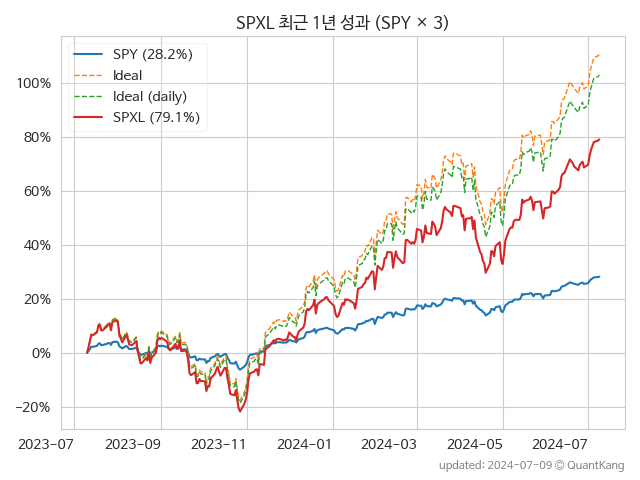 SPXL 최근 1년 성과 (SPY × 3)
SPY (28.2%)
Ideal
Ideal (daily)
SPXL (79.1%)
100%
80%
60%
40%
20%
0%
−20%
2023-07
2023-09
2023-11
2024-01
2024-03
2024-05
2024-07
updated: 2024-07-09 © QuantKang